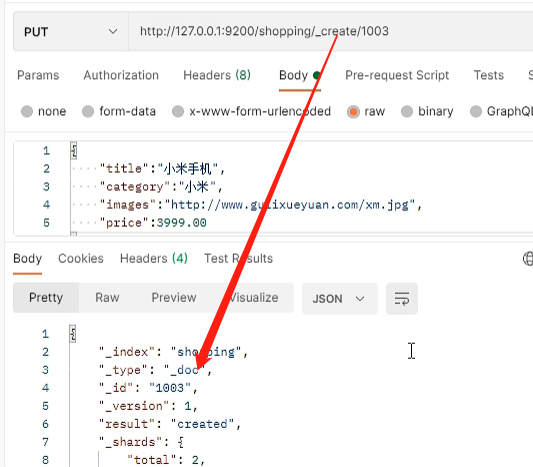 PUT http://127.0.0.1:9200/shopping/_create/1003
Params Authorization Headers (8) Body Pre-request Script Tests S
none form-data x-www-form-urlencoded raw binary GraphQL
1 {
2 "title":"小米手机",
3 "category":"小米",
4 "images":"http://www.gulixueyuan.com/xm.jpg",
5 "price":3999.00
Body Cookies Headers (4) Test Results
Pretty Raw Preview Visualize JSON
1 {
2 "_index": "shopping",
3 "_type": "_doc",
4 "_id": "1003",
5 "_version": 1,
6 "result": "created",
7 "_shards": {
8 "total": 2,